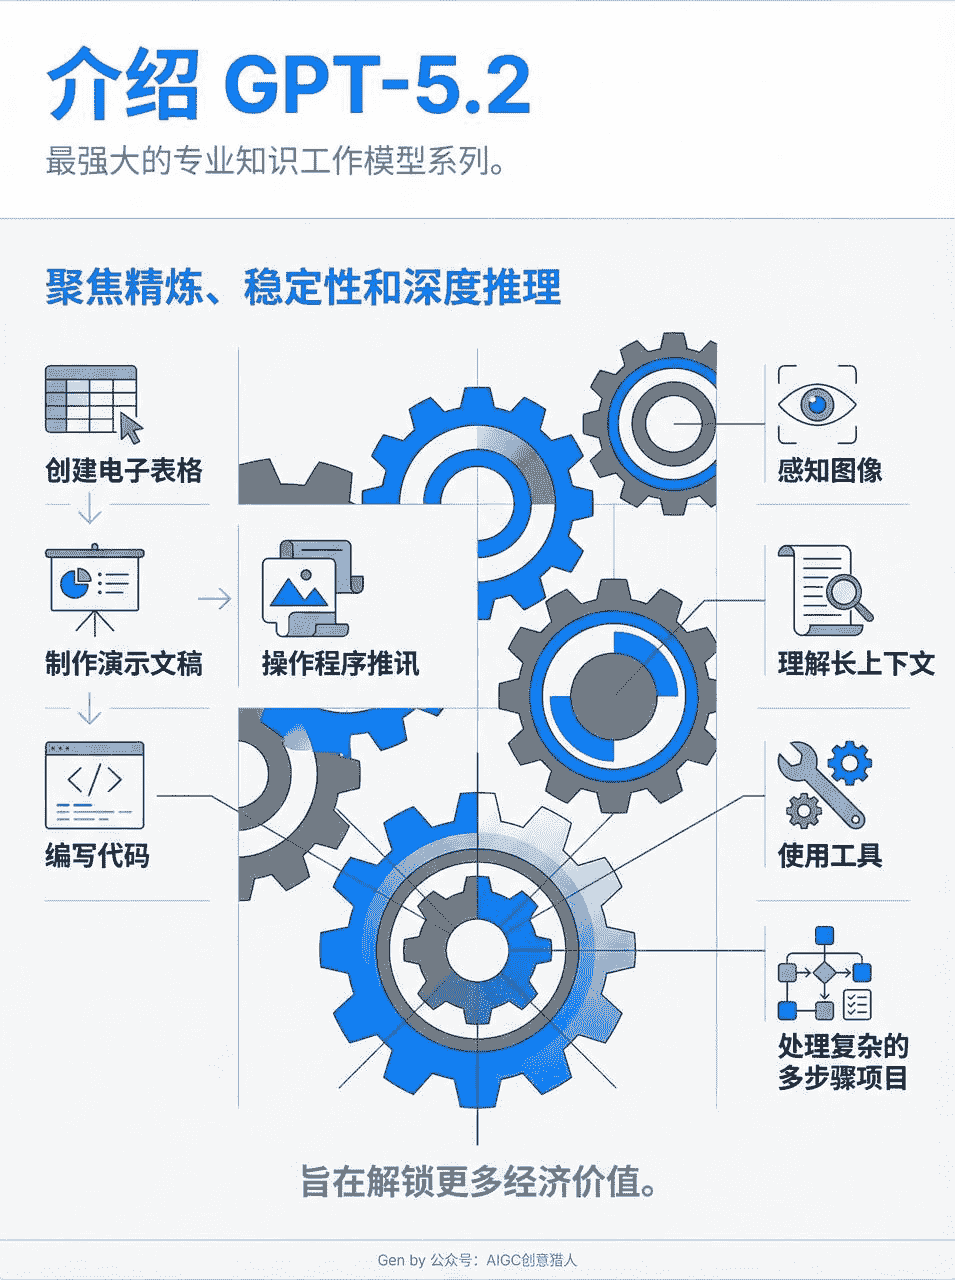 介绍 GPT-5.2
最强大的专业知识工作模型系列。
聚焦精炼、稳定性和深度推理
创建电子表格
制作演示文稿
操作程序推讯
编写代码
感知图像
理解长上下文
使用工具
处理复杂的
多步骤项目
旨在解锁更多经济价值。
Gen by 公众号：AIGC创意猎人